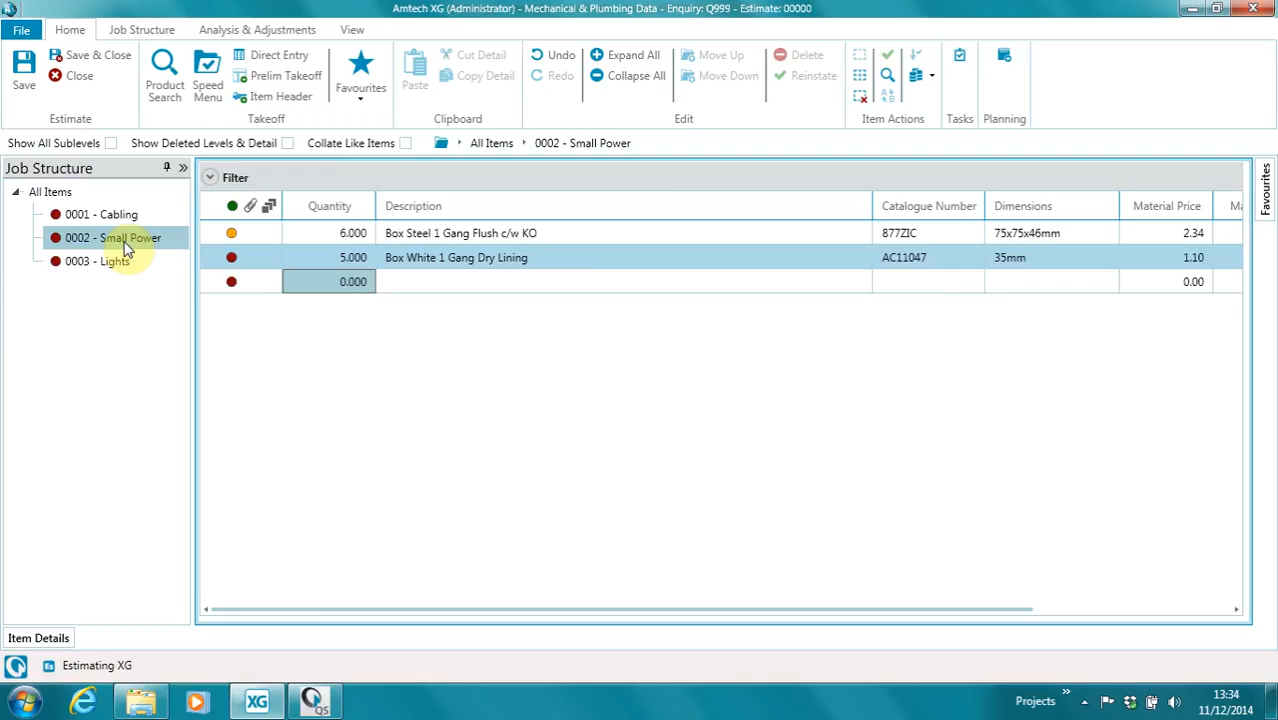 Amtech XG (Administrator) - Mechanical & Plumbing Data - Enquiry: Q999 - Estimate: 00000
File Home Job Structure Analysis & Adjustments View
Save Save & Close Close
Product Search Speed Menu Direct Entry Prelim Takeoff Item Header Favourites
Paste Cut Detail Copy Detail
Undo Redo Expand All Collapse All Move Up Move Down Delete Reinstate
Estimate Takeoff Clipboard Edit Item Actions Tasks Planning
Show All Sublevels Show Deleted Levels & Detail Collate Like Items All Items 0002 - Small Power
Job Structure
All Items
0001 - Cabling
0002 - Small Power
0003 - Lights
Filter
Quantity Description Catalogue Number Dimensions Material Price Ma
6.000 Box Steel 1 Gang Flush c/w KO 877ZIC 75x75x46mm 2.34
5.000 Box White 1 Gang Dry Lining AC11047 35mm 1.10
0.000 0.00
Favourites
Item Details
Es Estimating XG
XG QS Projects 13:34
11/12/2014